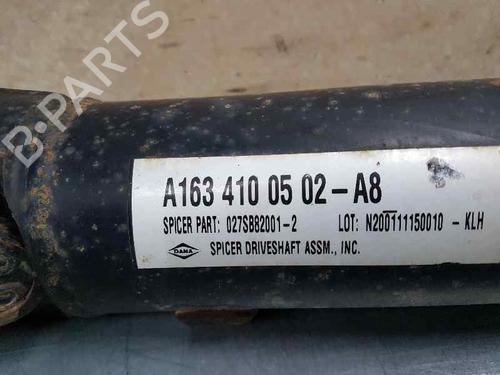 B-PARTS
A163 410 05 02-A8
SPICER PART: 027SB82001-2 LOT: N200111150010 - KLH
DANA SPICER DRIVESHAFT ASSM., INC.